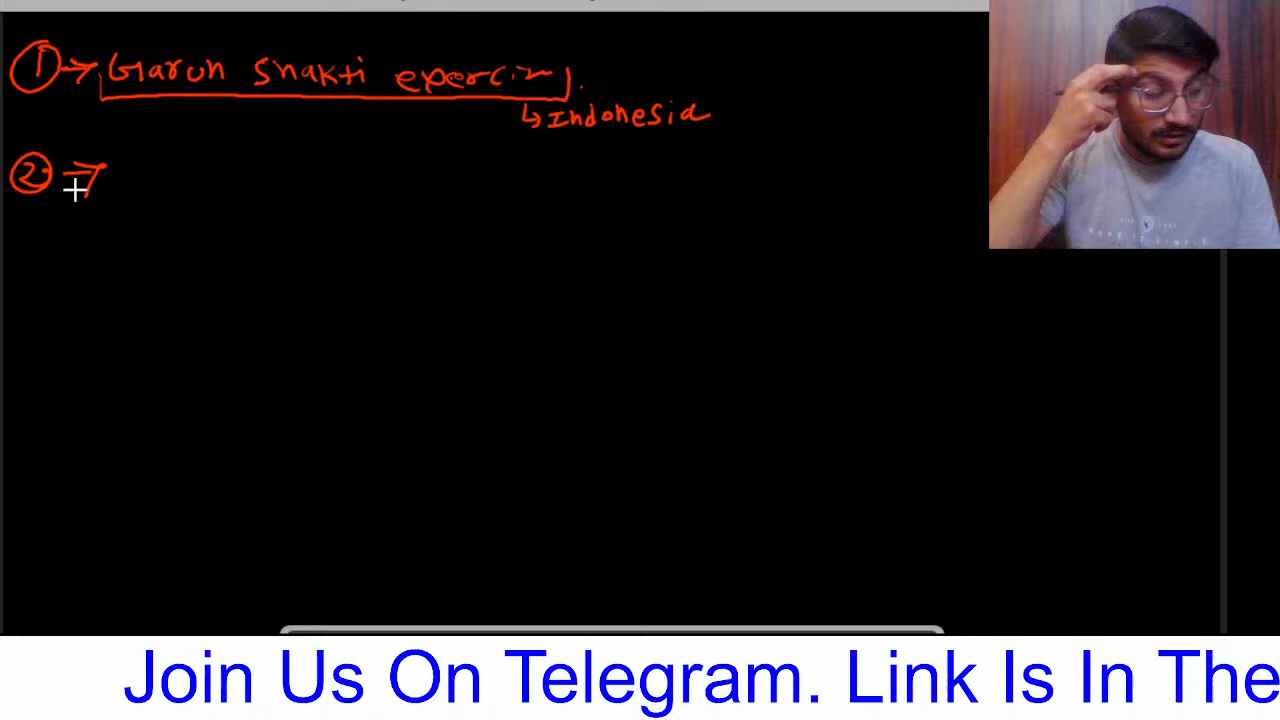 ① → Garun Shakti exercise
↳ Indonesia
② ⇒
Join Us On Telegram. Link Is In The